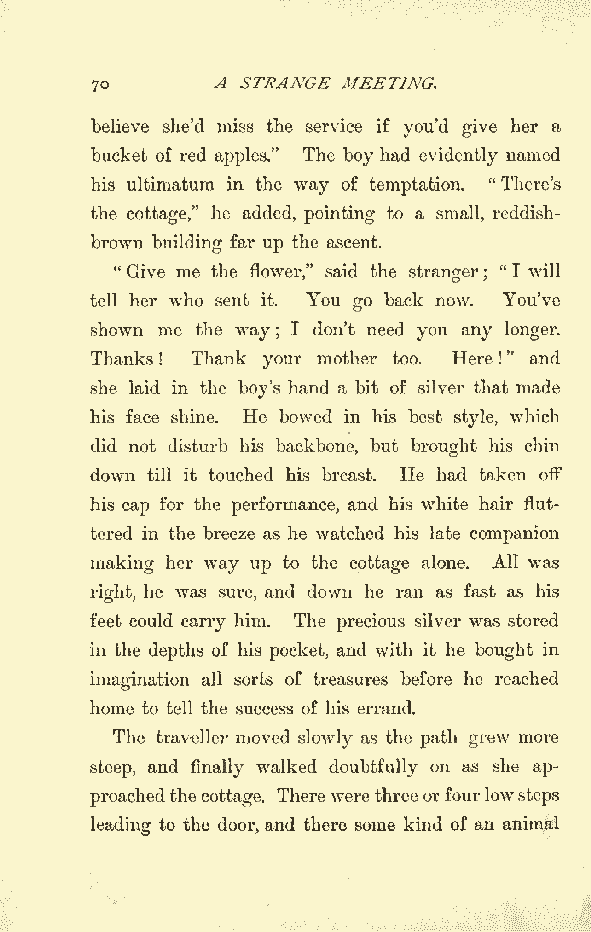 70 A STRANGE MEETING.
believe she'd miss the service if you'd give her a
bucket of red apples." The boy had evidently named
his ultimatum in the way of temptation. "There's
the cottage," he added, pointing to a small, reddish-
brown building far up the ascent.
"Give me the flower," said the stranger; "I will
tell her who sent it. You go back now. You've
shown me the way; I don't need you any longer.
Thanks! Thank your mother too. Here!" and
she laid in the boy's hand a bit of silver that made
his face shine. He bowed in his best style, which
did not disturb his backbone, but brought his chin
down till it touched his breast. He had taken off
his cap for the performance, and his white hair flut-
tered in the breeze as he watched his late companion
making her way up to the cottage alone. All was
right, he was sure, and down he ran as fast as his
feet could carry him. The precious silver was stored
in the depths of his pocket, and with it he bought in
imagination all sorts of treasures before he reached
home to tell the success of his errand.
The traveller moved slowly as the path grew more
steep, and finally walked doubtfully on as she ap-
proached the cottage. There were three or four low steps
leading to the door, and there some kind of an animal